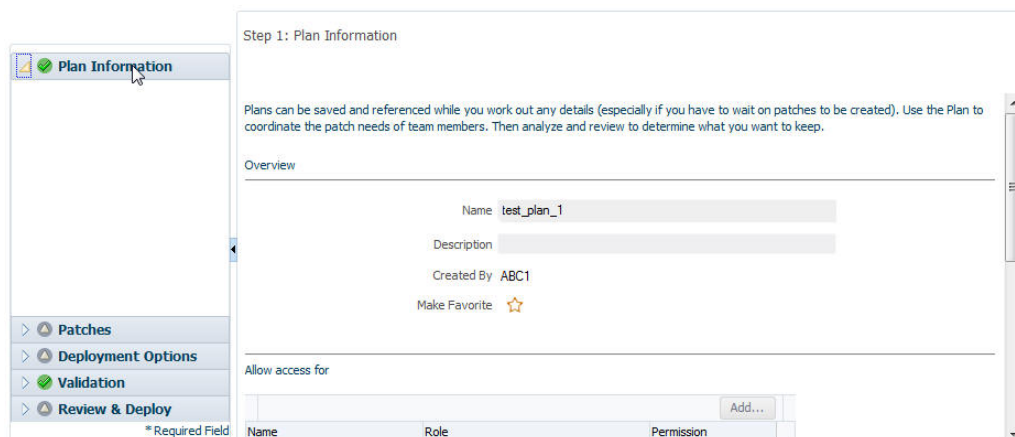 Plan Information
Patches
Deployment Options
Validation
Review & Deploy
* Required Field
Step 1: Plan Information
Plans can be saved and referenced while you work out any details (especially if you have to wait on patches to be created). Use the Plan to
coordinate the patch needs of team members. Then analyze and review to determine what you want to keep.
Overview
Name test_plan_1
Description
Created By ABC1
Make Favorite
Allow access for
Add...
Name Role Permission